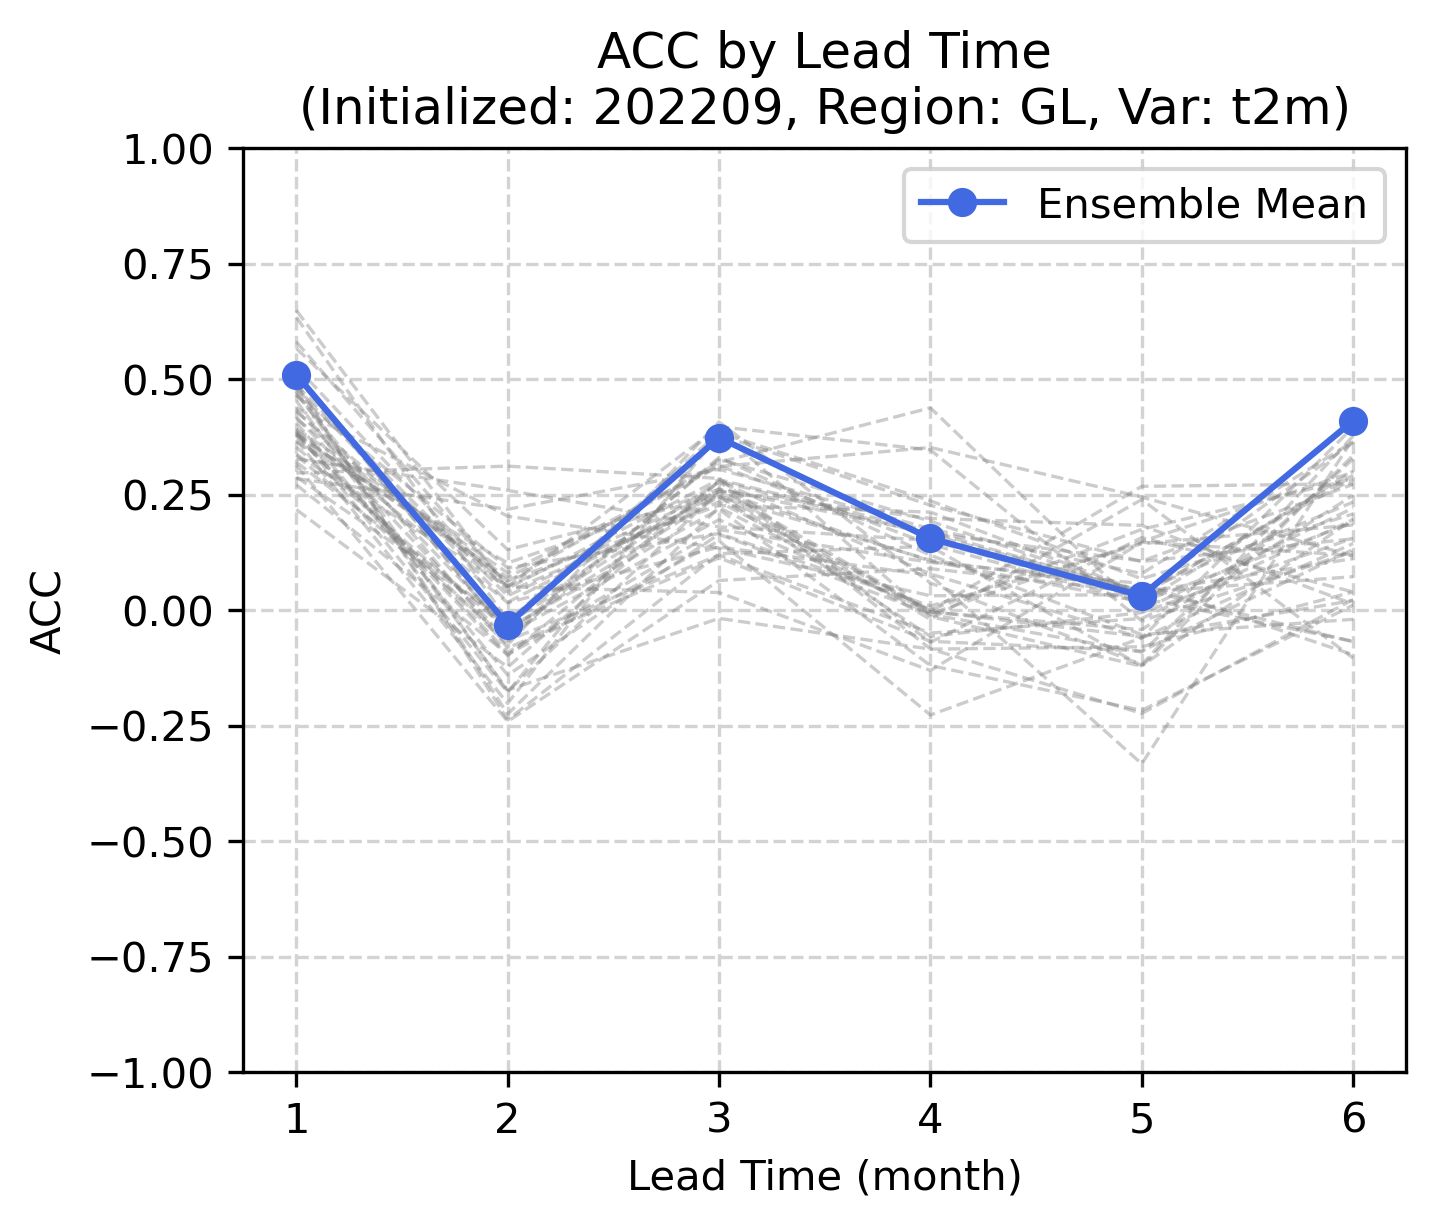 ACC by Lead Time
(Initialized: 202209, Region: GL, Var: t2m)
Ensemble Mean
1.00
0.75
0.50
0.25
0.00
−0.25
−0.50
−0.75
−1.00
ACC
1 2 3 4 5 6
Lead Time (month)